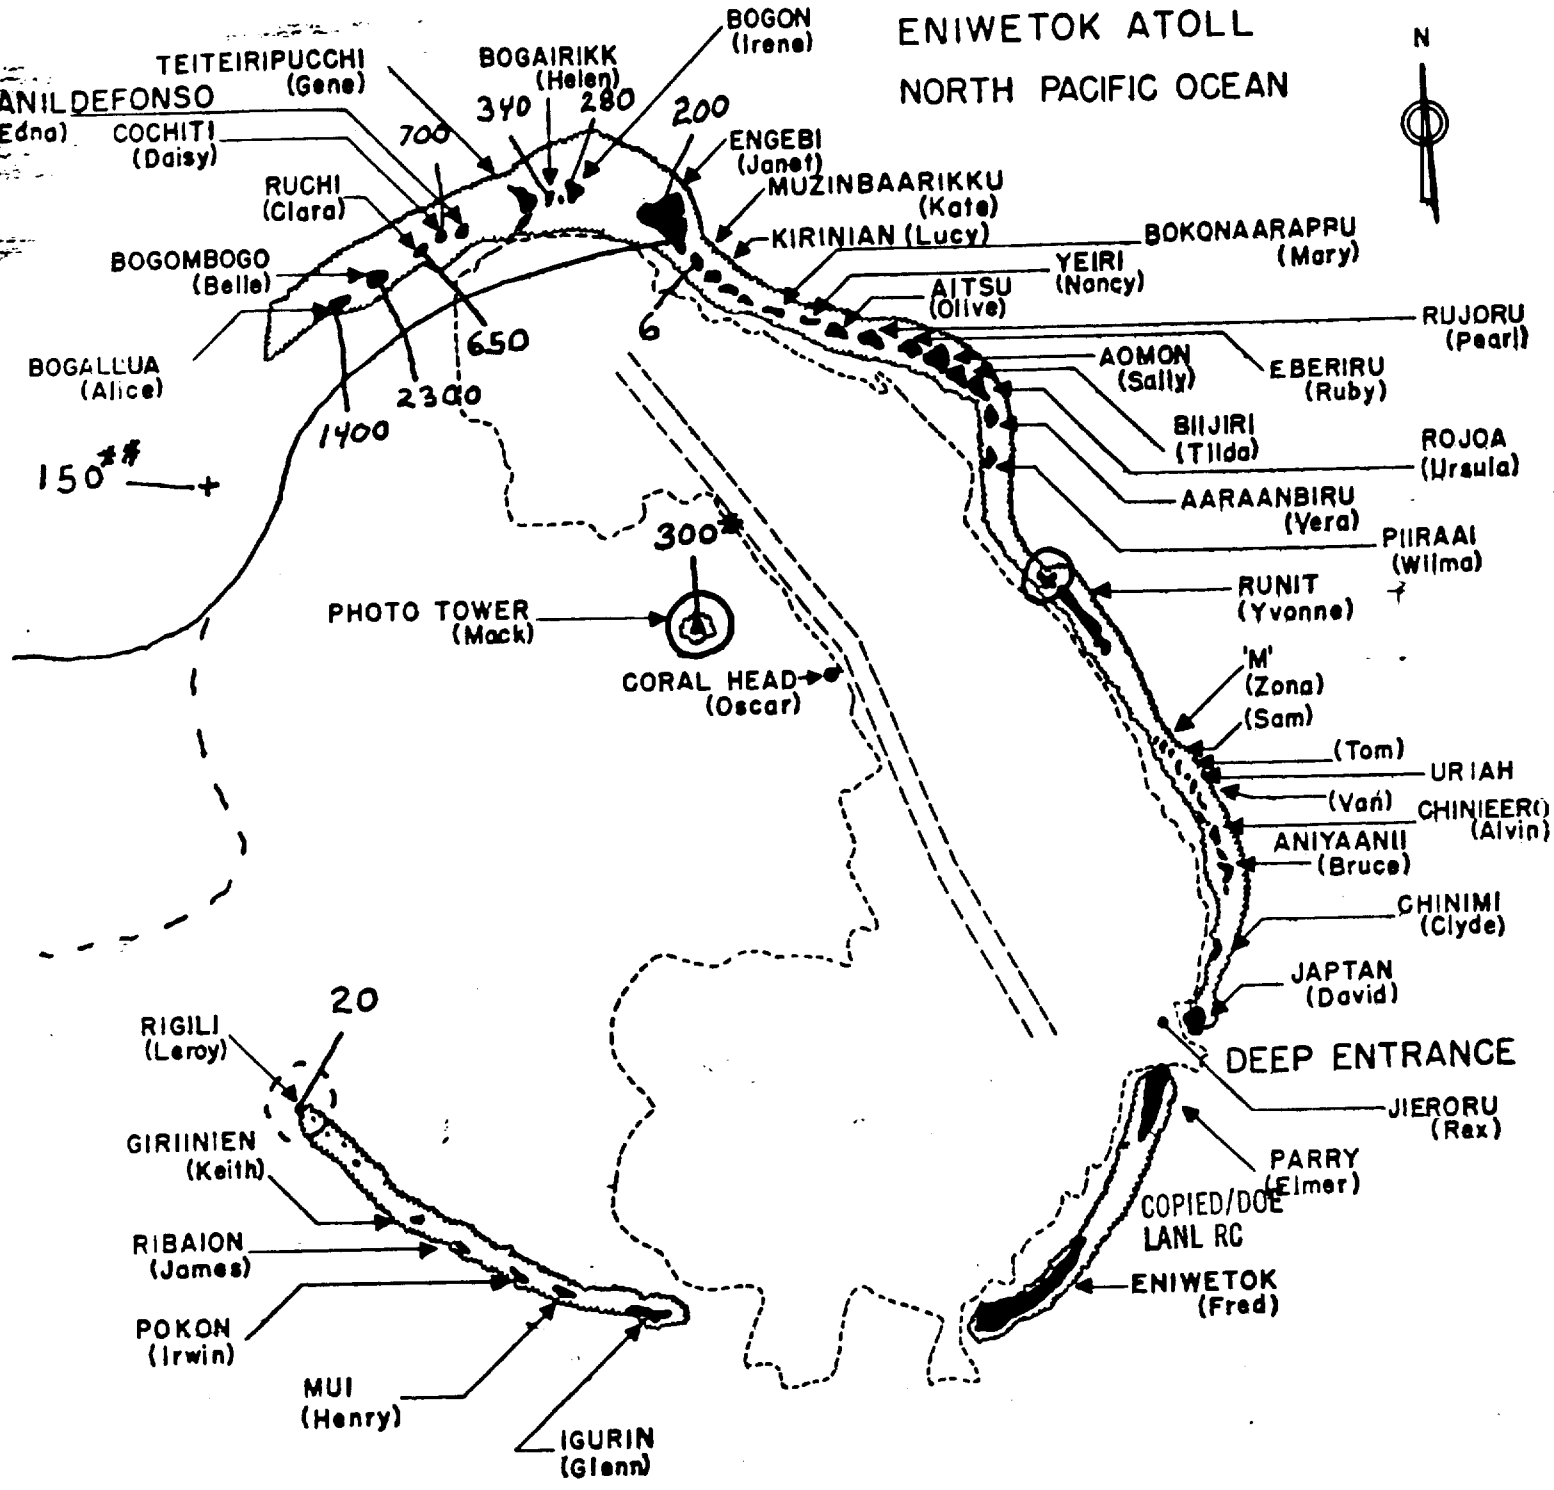 ENIWETOK ATOLL
NORTH PACIFIC OCEAN
N
BOGON
(Irene)
TEITEIRIPUCCHI
(Gene)
BOGAIRIKK
(Helen)
ANILDEFONSO
Edna)
COCHITI
(Daisy)
700
340
280
200
ENGEBI
(Janet)
RUCHI
(Clara)
MUZINBAARIKKU
(Kate)
KIRINIAN (Lucy)
BOKONAARAPPU
(Mary)
BOGOMBOGO
(Belle)
YEIRI
(Nancy)
AITSU
(Olive)
6
650
RUJORU
(Pearl)
BOGALLUA
(Alice)
AOMON
(Sally)
EBERIRU
(Ruby)
2300
1400
BIIJIRI
(Tilda)
ROJOA
(Ursula)
150**
AARAANBIRU
(Vera)
300*
PIIRAAI
(Wilma)
RUNIT
(Yvonne)
PHOTO TOWER
(Mack)
CORAL HEAD
(Oscar)
'M'
(Zona)
(Sam)
(Tom)
URIAH
(Van)
CHINIEERO
(Alvin)
ANIYAANII
(Bruce)
CHINIMI
(Clyde)
JAPTAN
(David)
20
RIGILI
(Leroy)
DEEP ENTRANCE
JIERORU
(Rex)
GIRIINIEN
(Keith)
PARRY
(Elmer)
COPIED/DOE
LANL RC
RIBAION
(James)
ENIWETOK
(Fred)
POKON
(Irwin)
MUI
(Henry)
IGURIN
(Glenn)